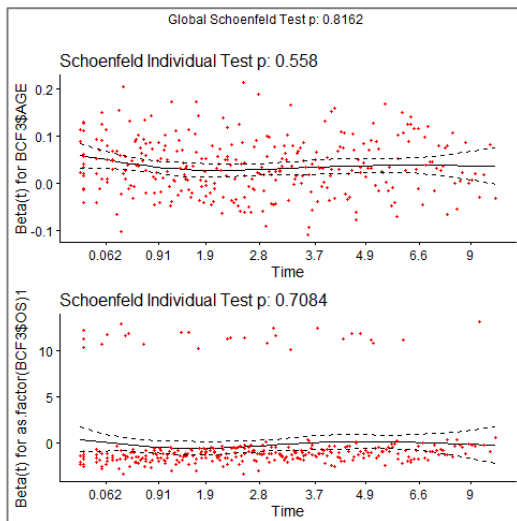 Global Schoenfeld Test p: 0.8162
Schoenfeld Individual Test p: 0.558
Beta(t) for BCF3$AGE
0.2
0.1
0.0
-0.1
0.062 0.91 1.9 2.8 3.7 4.9 6.6 9
Time
Schoenfeld Individual Test p: 0.7084
Beta(t) for as.factor(BCF3$OS)1
10
5
0
0.062 0.91 1.9 2.8 3.7 4.9 6.6 9
Time